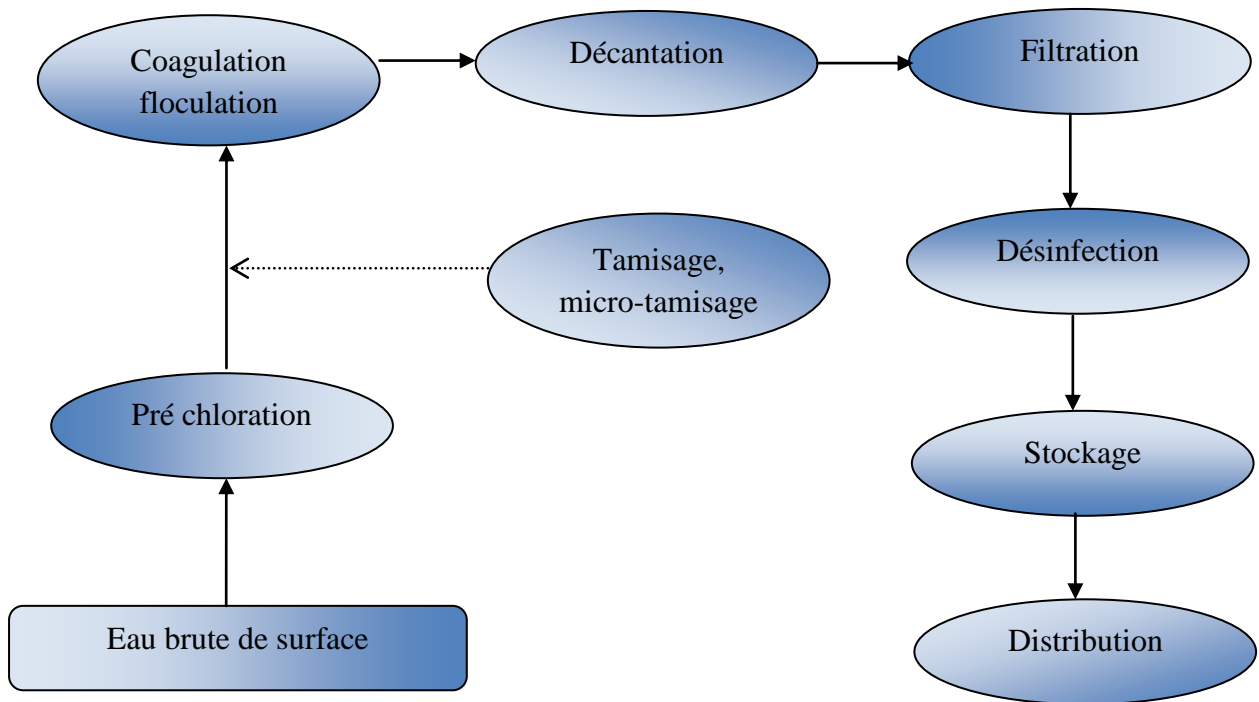 Coagulation
floculation
Décantation
Filtration
Désinfection
Tamisage,
micro-tamisage
Pré chloration
Stockage
Eau brute de surface
Distribution